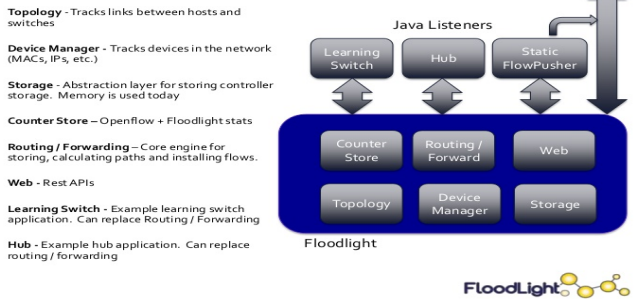 Topology - Tracks links between hosts and
switches
Device Manager - Tracks devices in the network
(MACs, IPs, etc.)
Storage - Abstraction layer for storing controller
storage.  Memory is used today
Counter Store – Openflow + Floodlight stats
Routing / Forwarding – Core engine for
storing, calculating paths and installing flows.
Web - Rest APIs
Learning Switch - Example learning switch
application.  Can replace Routing / Forwarding
Hub - Example hub application.  Can replace
routing / forwarding
Java Listeners
Learning
Switch
Hub
Static
FlowPusher
Counter
Store
Routing /
Forward
Web
Topology
Device
Manager
Storage
Floodlight
FloodLight